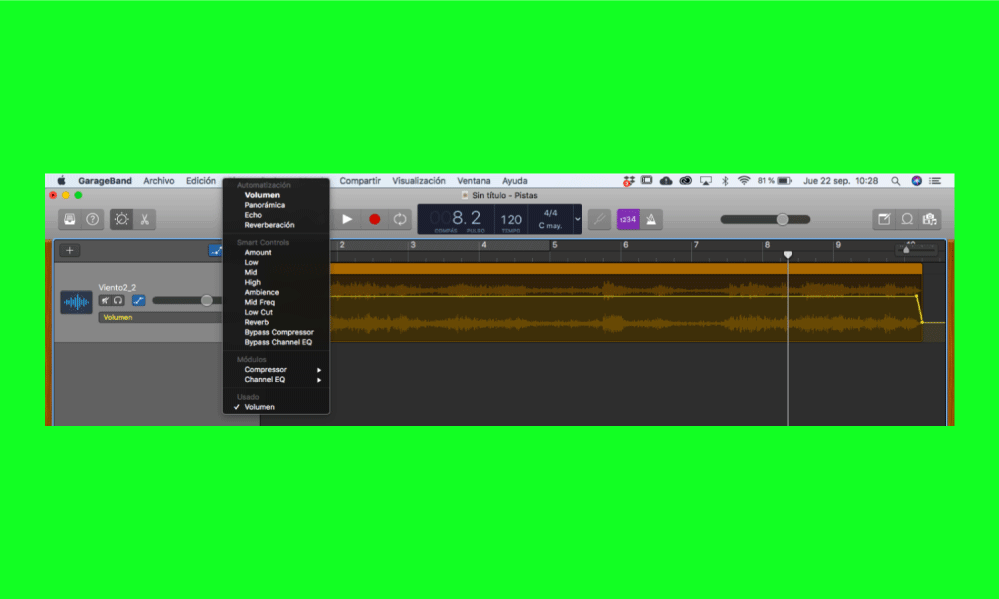 GarageBand Archivo Edición Compartir Visualización Ventana Ayuda 81% Jue 22 sep. 10:28
Sin título - Pistas
8.2 120 4/4 C may.
COMPÁS PULSO TEMPO
1234
2 3 4 5 6 7 8 9
Viento2_2
Volumen
Automatización
Volumen
Panorámica
Echo
Reverberación
Smart Controls
Amount
Low
Mid
High
Ambience
Mid Freq
Low Cut
Reverb
Bypass Compressor
Bypass Channel EQ
Módulos
Compressor
Channel EQ
Usado
✓ Volumen